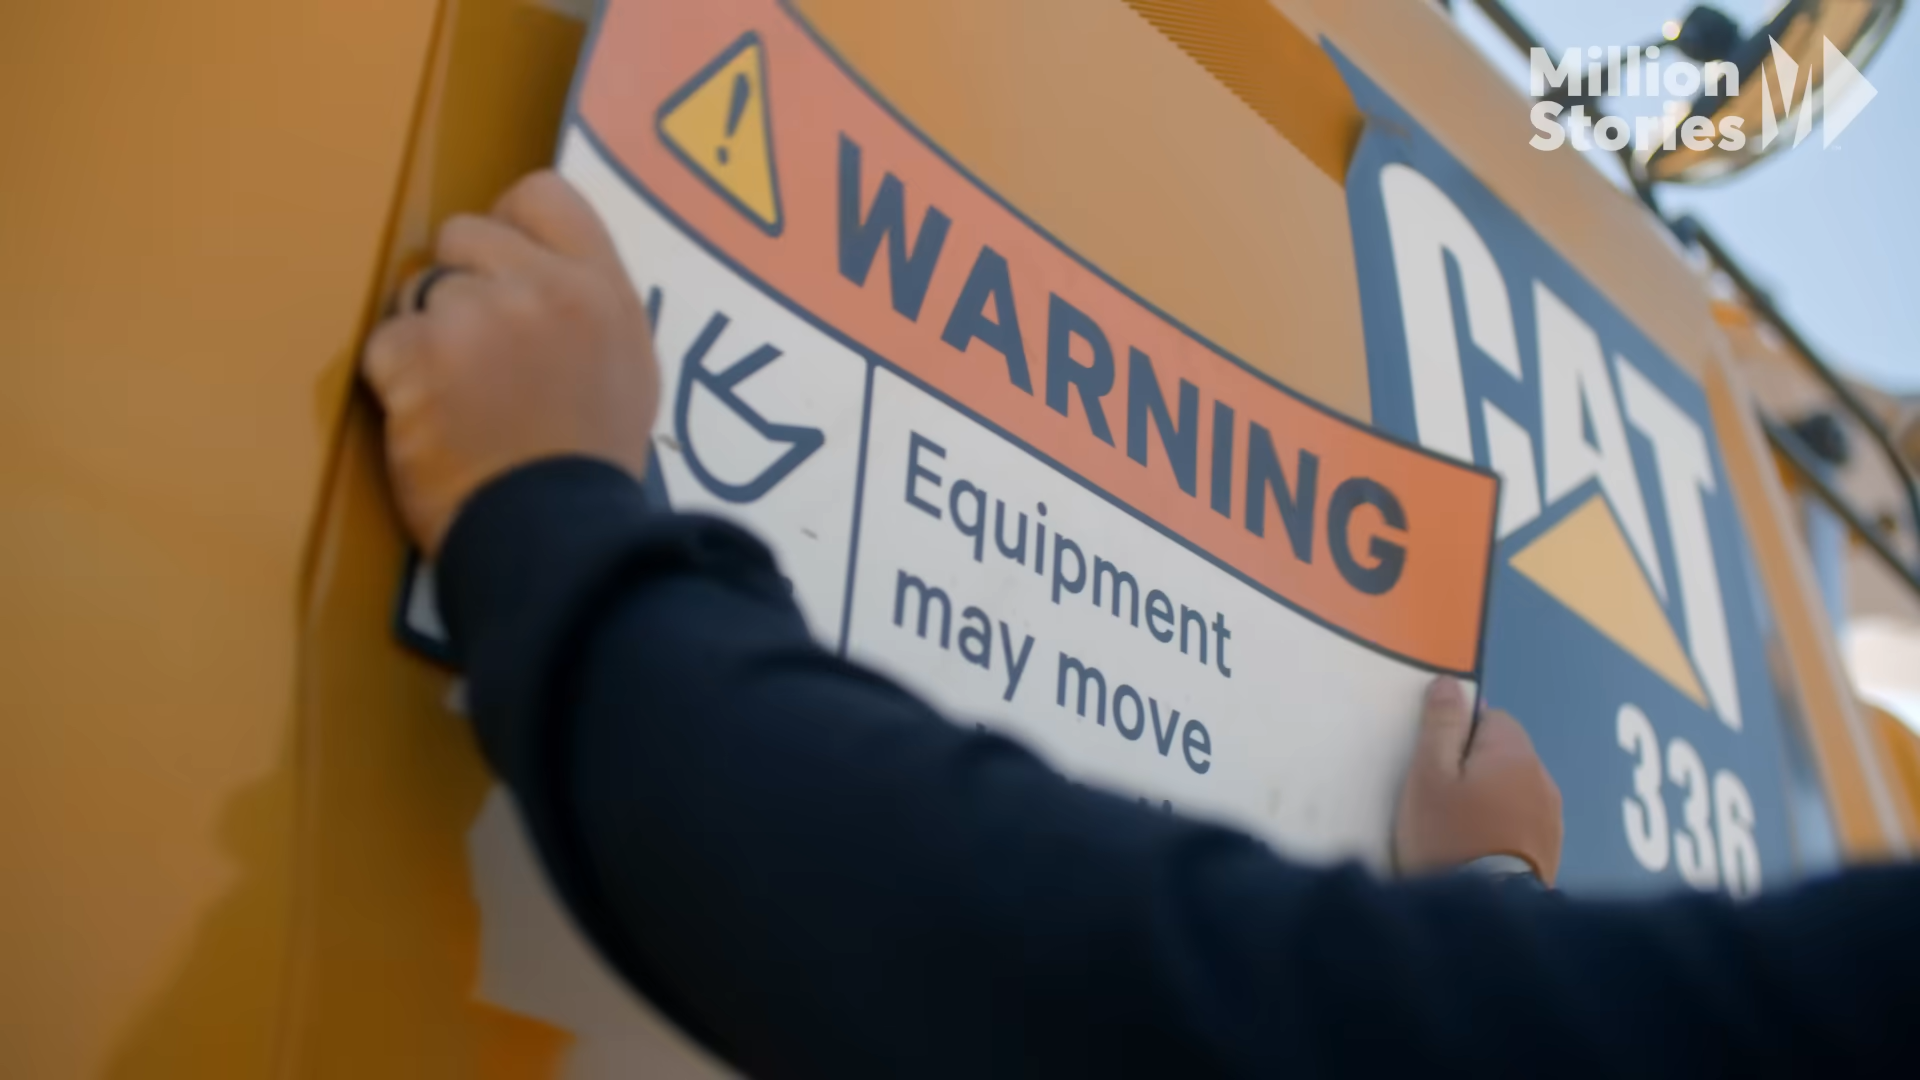 Million
Stories
WARNING
Equipment
may move
CAT
336